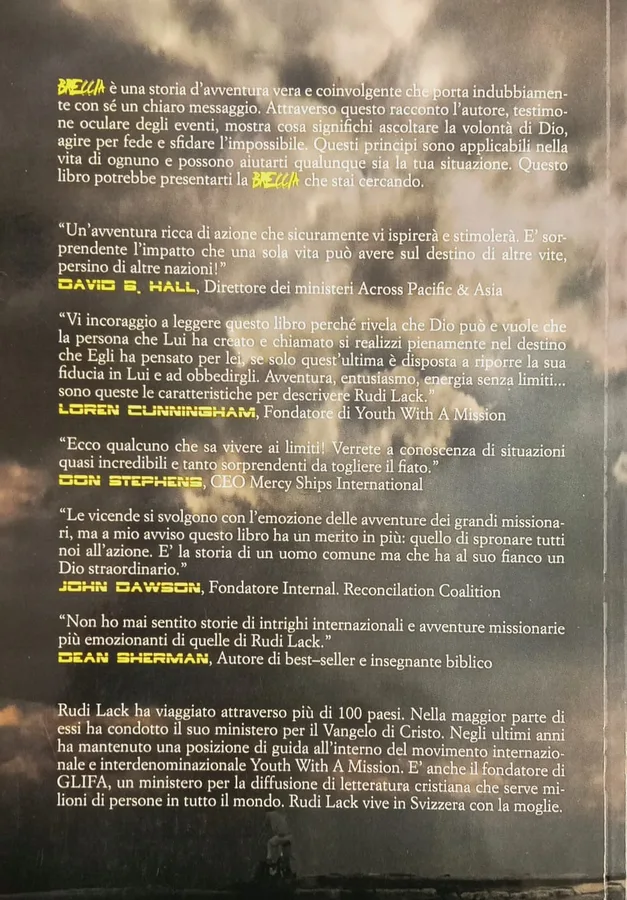 BRECCIA è una storia d'avventura vera e coinvolgente che porta indubbiamen-
te con sé un chiaro messaggio. Attraverso questo racconto l'autore, testimo-
ne oculare degli eventi, mostra cosa significhi ascoltare la volontà di Dio,
agire per fede e sfidare l'impossibile. Questi principi sono applicabili nella
vita di ognuno e possono aiutarti qualunque sia la tua situazione. Questo
libro potrebbe presentarti la BRECCIA che stai cercando.
"Un'avventura ricca di azione che sicuramente vi ispirerà e stimolerà. E' sor-
prendente l'impatto che una sola vita può avere sul destino di altre vite,
persino di altre nazioni!"
DAVID B. HALL, Direttore dei ministeri Across Pacific & Asia
"Vi incoraggio a leggere questo libro perché rivela che Dio può e vuole che
la persona che Lui ha creato e chiamato si realizzi pienamente nel destino
che Egli ha pensato per lei, se solo quest'ultima è disposta a riporre la sua
fiducia in Lui e ad obbedirgli. Avventura, entusiasmo, energia senza limiti...
sono queste le caratteristiche per descrivere Rudi Lack."
LOREN CUNNINGHAM, Fondatore di Youth With A Mission
"Ecco qualcuno che sa vivere ai limiti! Verrete a conoscenza di situazioni
quasi incredibili e tanto sorprendenti da togliere il fiato."
DON STEPHENS, CEO Mercy Ships International
"Le vicende si svolgono con l'emozione delle avventure dei grandi missiona-
ri, ma a mio avviso questo libro ha un merito in più: quello di spronare tutti
noi all'azione. E' la storia di un uomo comune ma che ha al suo fianco un
Dio straordinario."
JOHN DAWSON, Fondatore Internal. Reconcilation Coalition
"Non ho mai sentito storie di intrighi internazionali e avventure missionarie
più emozionanti di quelle di Rudi Lack."
DEAN SHERMAN, Autore di best–seller e insegnante biblico
Rudi Lack ha viaggiato attraverso più di 100 paesi. Nella maggior parte di
essi ha condotto il suo ministero per il Vangelo di Cristo. Negli ultimi anni
ha mantenuto una posizione di guida all'interno del movimento internazio-
nale e interdenominazionale Youth With A Mission. E' anche il fondatore di
GLIFA, un ministero per la diffusione di letteratura cristiana che serve mi-
lioni di persone in tutto il mondo. Rudi Lack vive in Svizzera con la moglie.